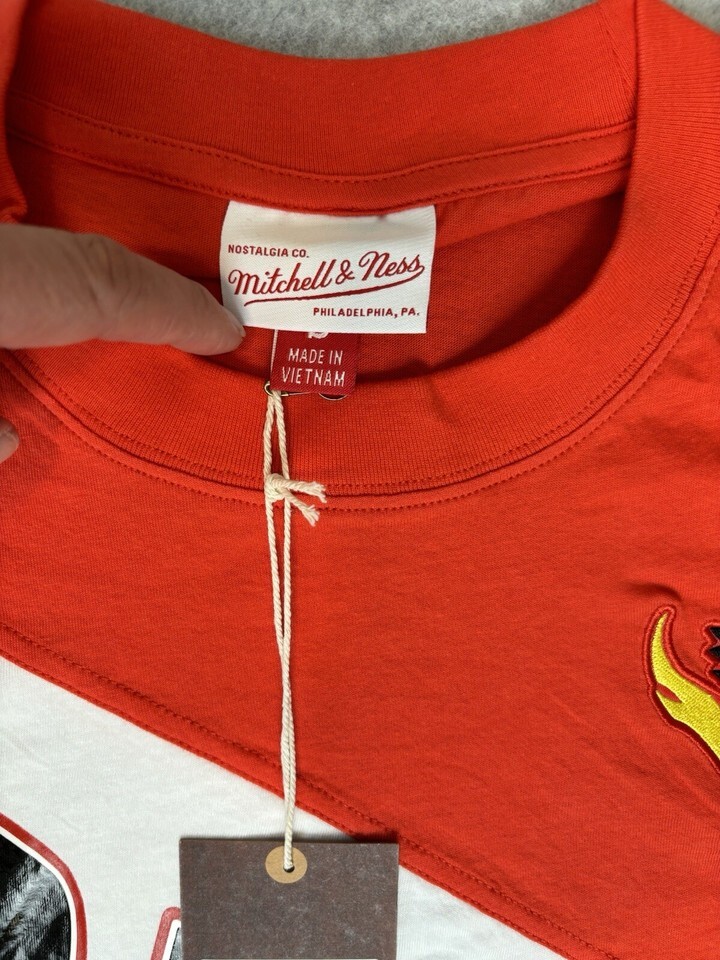 NOSTALGIA CO.
Mitchell & Ness
PHILADELPHIA, PA.
MADE IN
VIETNAM